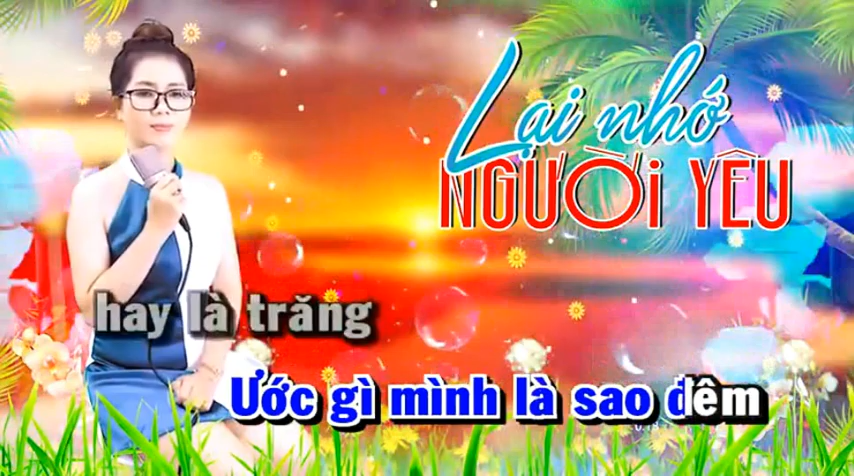 Lại nhớ
NGƯỜI YÊU
hay là trăng
Ước gì mình là sao đêm